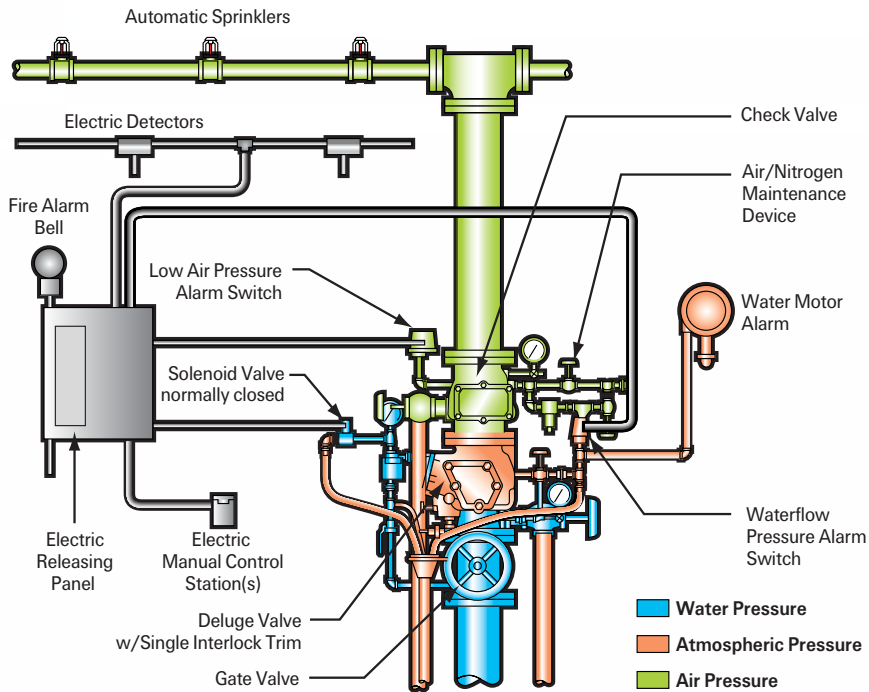 Automatic Sprinklers
Electric Detectors
Check Valve
Air/Nitrogen
Maintenance
Device
Fire Alarm
Bell
Low Air Pressure
Alarm Switch
Water Motor
Alarm
Solenoid Valve
normally closed
Electric
Releasing
Panel
Electric
Manual Control
Station(s)
Waterflow
Pressure Alarm
Switch
Deluge Valve
w/Single Interlock Trim
Gate Valve
Water Pressure
Atmospheric Pressure
Air Pressure